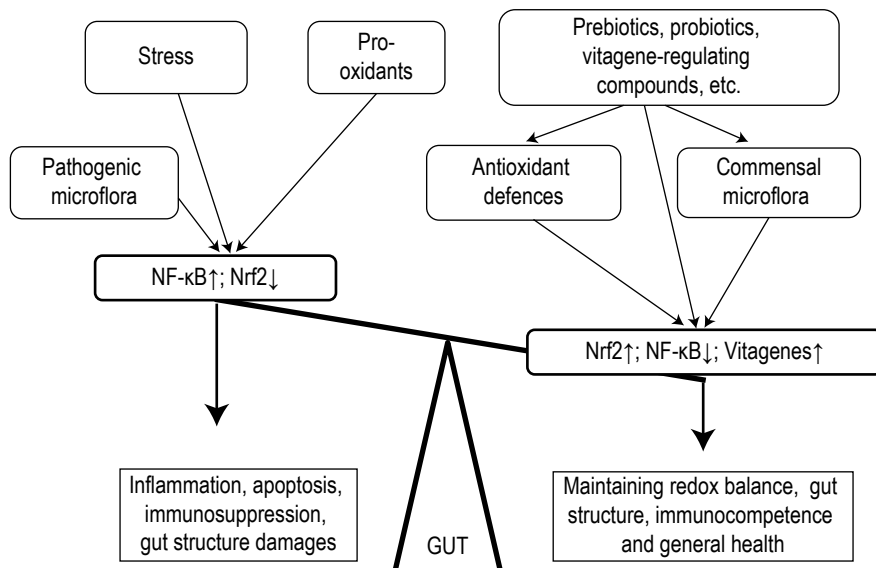 Stress
Pro-
oxidants
Prebiotics, probiotics,
vitagene-regulating
compounds, etc.
Pathogenic
microflora
Antioxidant
defences
Commensal
microflora
NF-κB↑; Nrf2↓
Nrf2↑; NF-κB↓; Vitagenes↑
Inflammation, apoptosis,
immunosuppression,
gut structure damages
GUT
Maintaining redox balance, gut
structure, immunocompetence
and general health